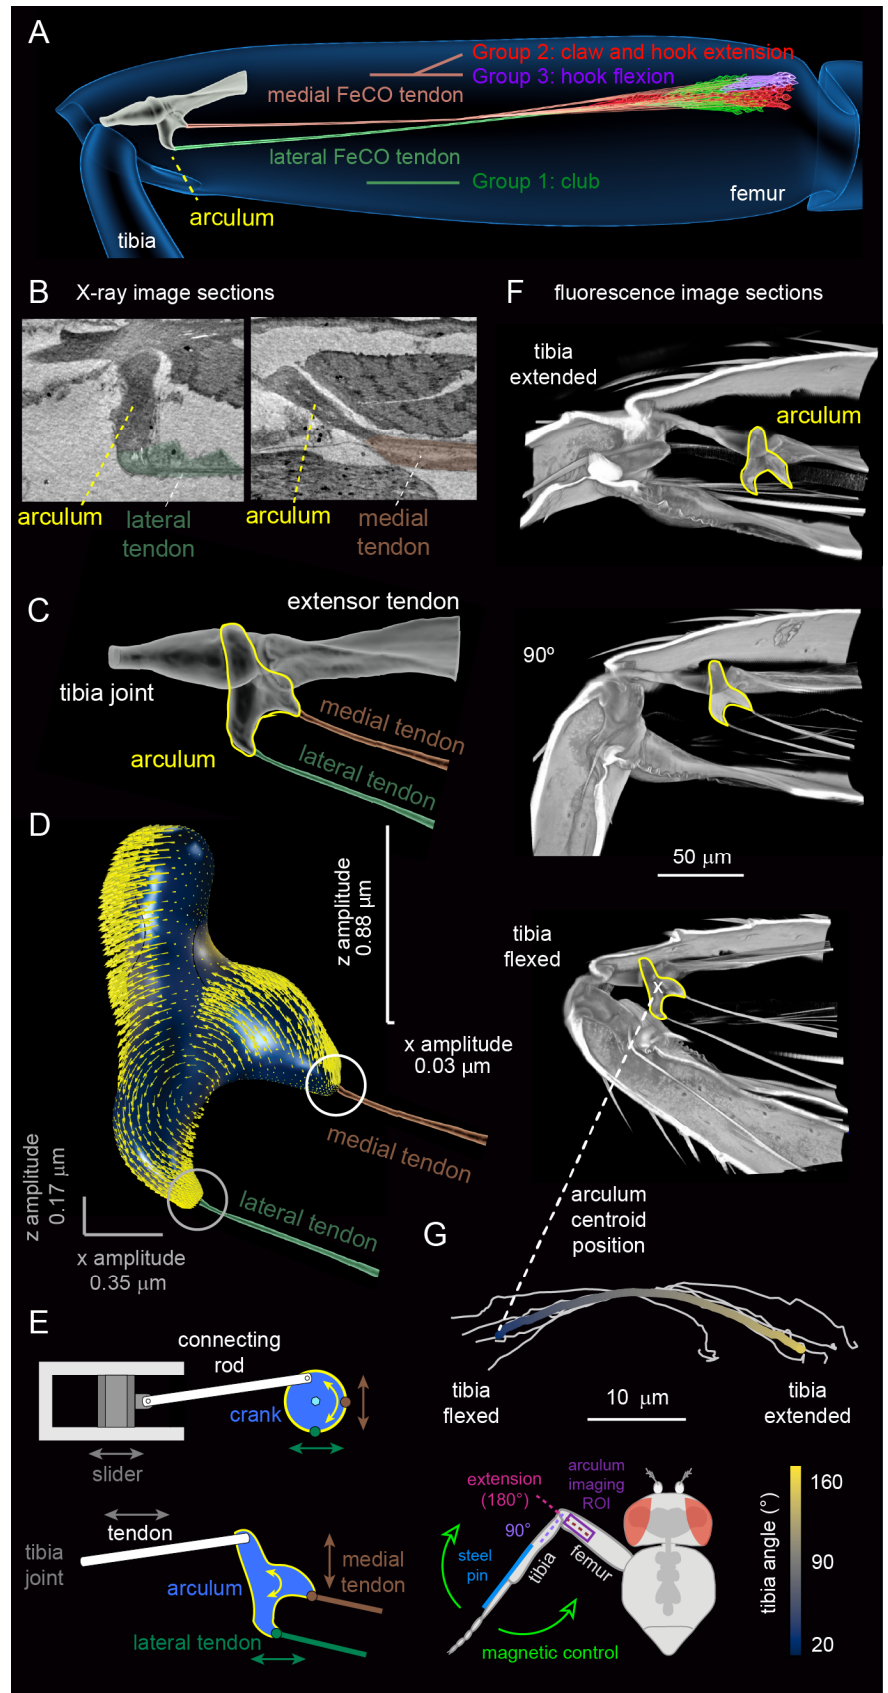 A
Group 2: claw and hook extension
Group 3: hook flexion
medial FeCO tendon
lateral FeCO tendon
Group 1: club
femur
arculum
tibia
B
X-ray image sections
arculum
lateral
tendon
arculum
medial
tendon
C
extensor tendon
tibia joint
medial tendon
arculum
lateral tendon
D
z amplitude
0.88 μm
x amplitude
0.03 μm
medial tendon
z amplitude
0.17 μm
lateral tendon
x amplitude
0.35 μm
E
connecting
rod
crank
slider
tendon
tibia
joint
arculum
medial
tendon
lateral tendon
F
fluorescence image sections
tibia
extended
arculum
90º
50 μm
tibia
flexed
x
arculum
centroid
position
G
tibia
flexed
10 μm
tibia
extended
extension
(180°)
arculum
imaging
ROI
90°
steel
pin
tibia
femur
magnetic control
tibia angle (°)
160
90
20